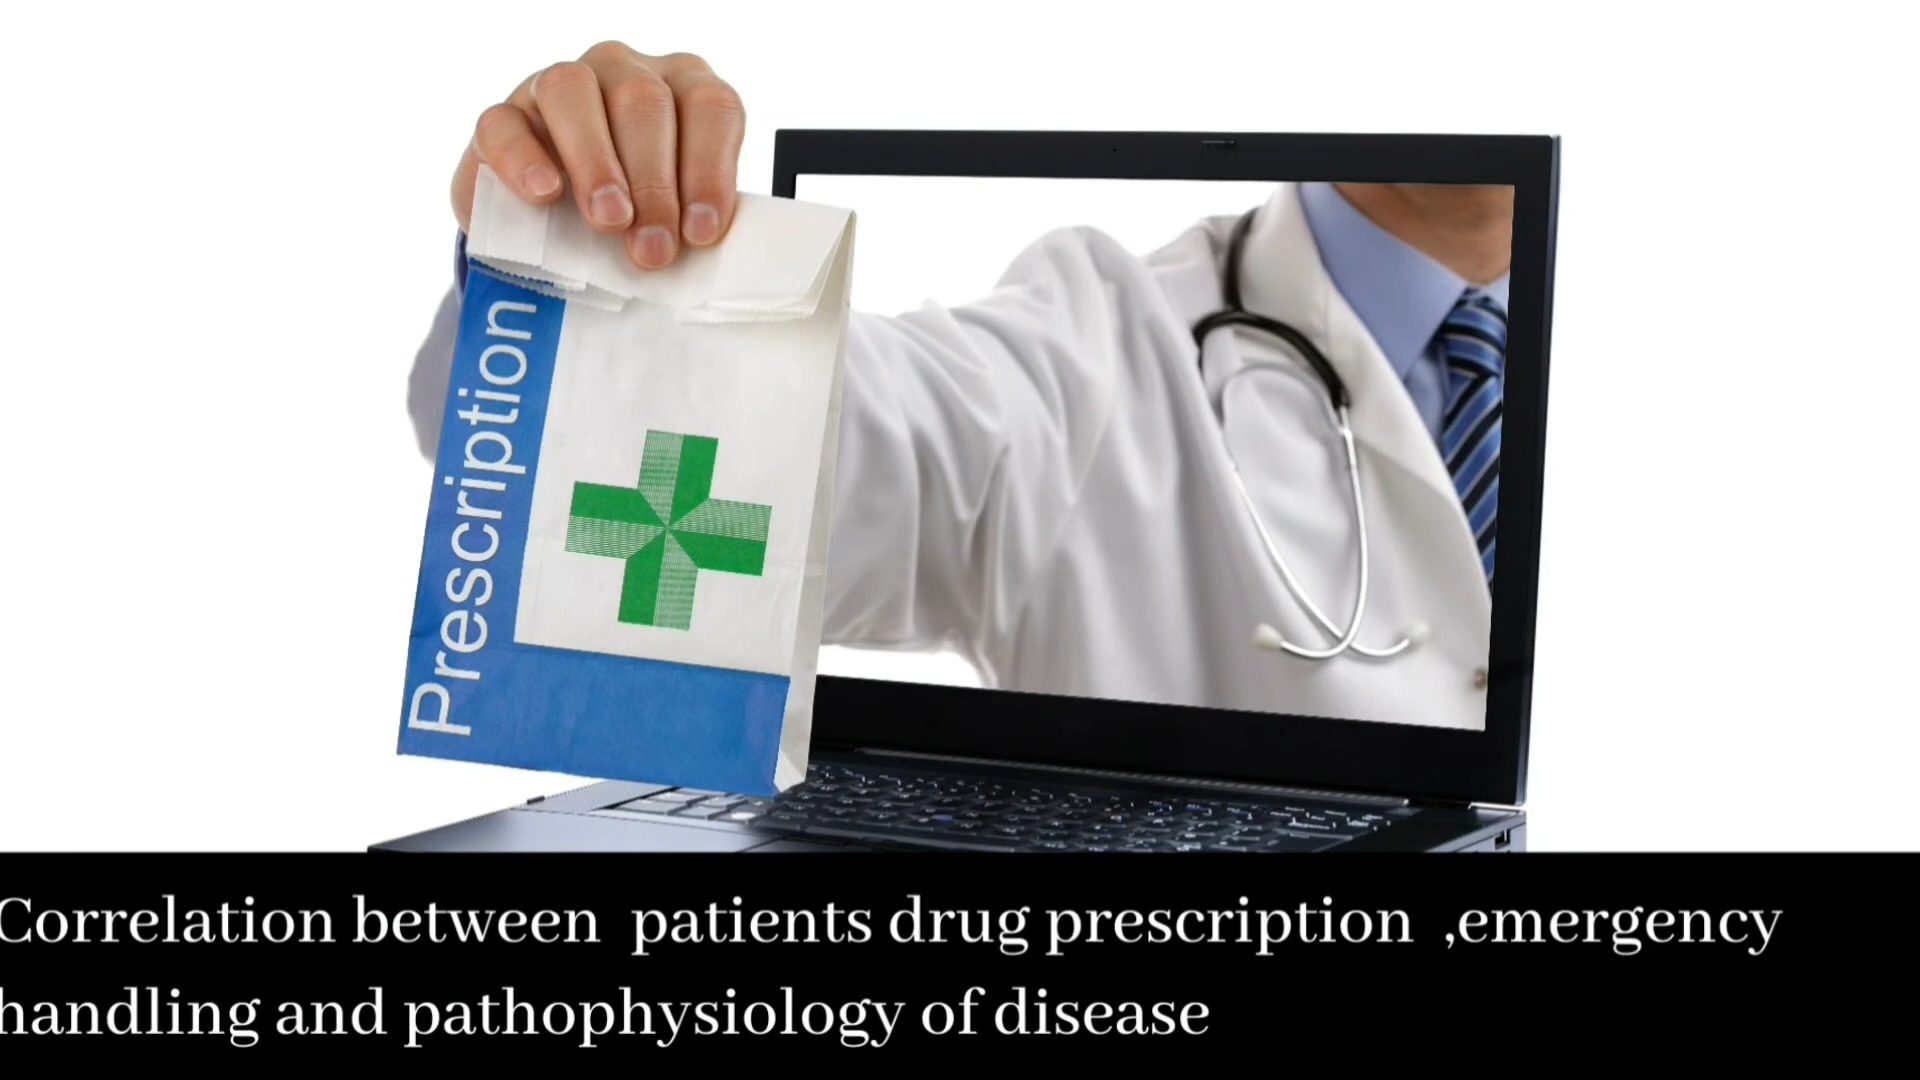 Prescription
Correlation between patients drug prescription ,emergency
handling and pathophysiology of disease